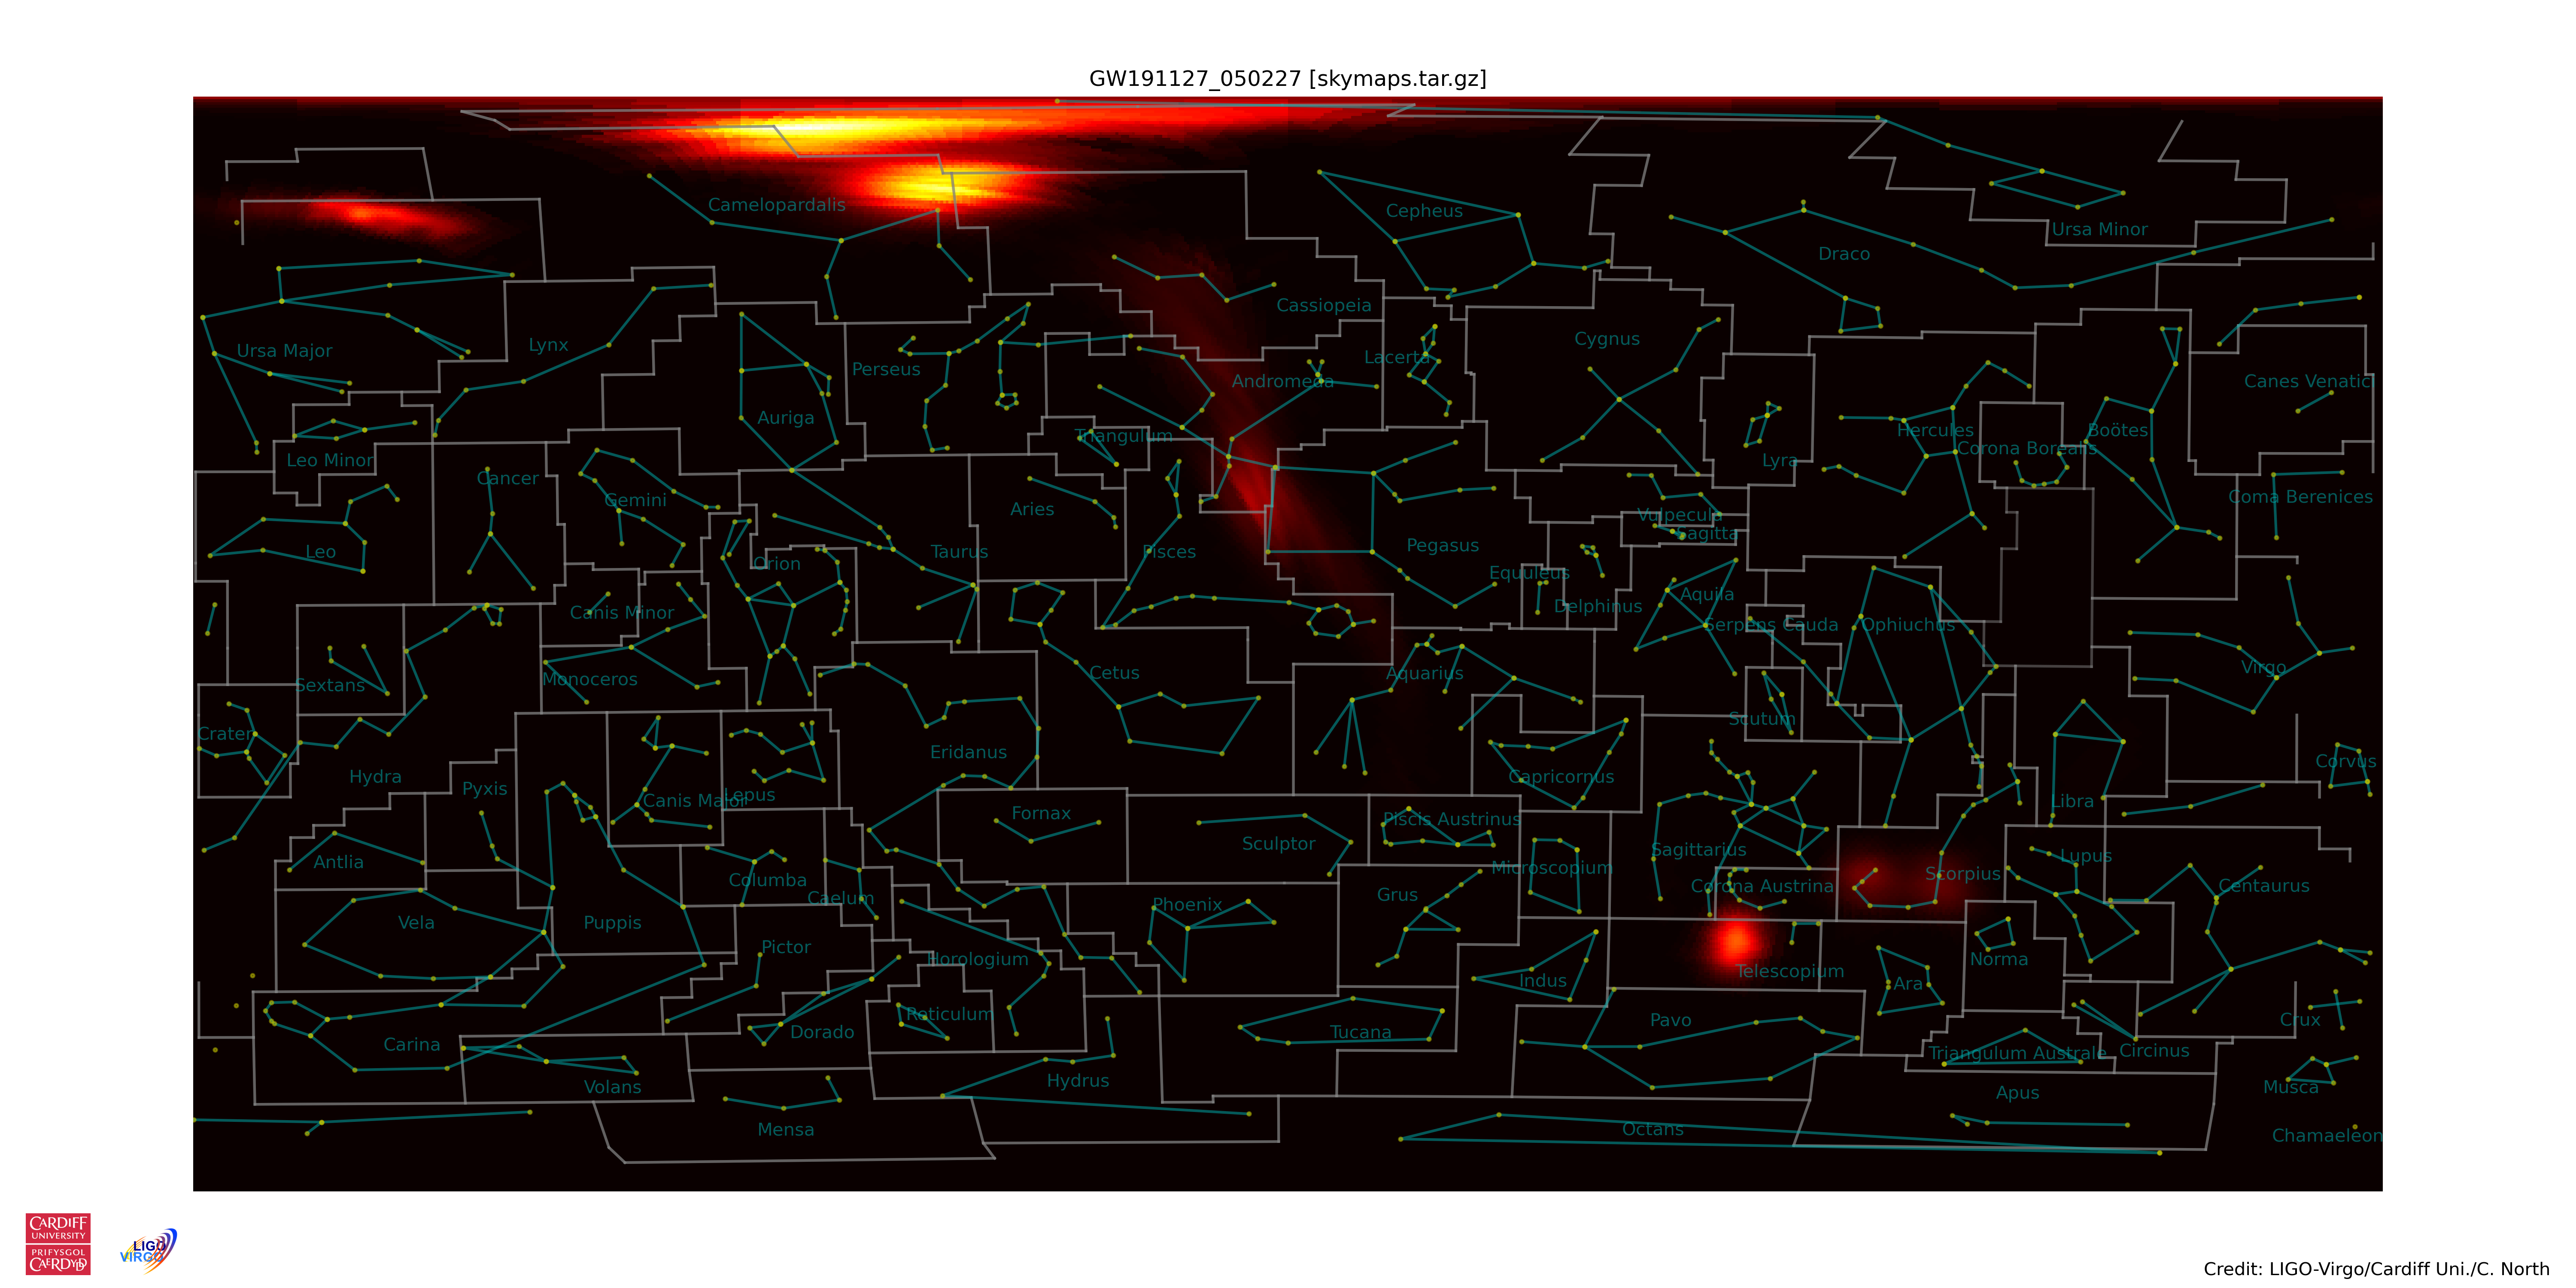 GW191127_050227 [skymaps.tar.gz]
Camelopardalis
Cepheus
Ursa Minor
Draco
Cassiopeia
Ursa Major
Lynx
Perseus
Andromeda
Lacerta
Cygnus
Canes Venatici
Auriga
Triangulum
Hercules
Boötes
Corona Borealis
Leo Minor
Lyra
Cancer
Gemini
Coma Berenices
Aries
Vulpecula
Sagitta
Leo
Orion
Taurus
Pisces
Pegasus
Equuleus
Canis Minor
Delphinus
Aquila
Serpens Cauda
Ophiuchus
Sextans
Monoceros
Cetus
Aquarius
Virgo
Crater
Scutum
Hydra
Eridanus
Capricornus
Corvus
Pyxis
Canis Major
Lepus
Fornax
Libra
Piscis Austrinus
Antlia
Sculptor
Sagittarius
Lupus
Columba
Microscopium
Scorpius
Caelum
Corona Austrina
Centaurus
Vela
Puppis
Phoenix
Grus
Pictor
Horologium
Telescopium
Norma
Indus
Ara
Reticulum
Carina
Dorado
Tucana
Pavo
Crux
Triangulum Australe
Circinus
Volans
Hydrus
Apus
Musca
Mensa
Octans
Chamaeleon
CARDIFF
UNIVERSITY
PRIFYSGOL
CAERDYDD
LIGO
VIRGO
Credit: LIGO-Virgo/Cardiff Uni./C. North